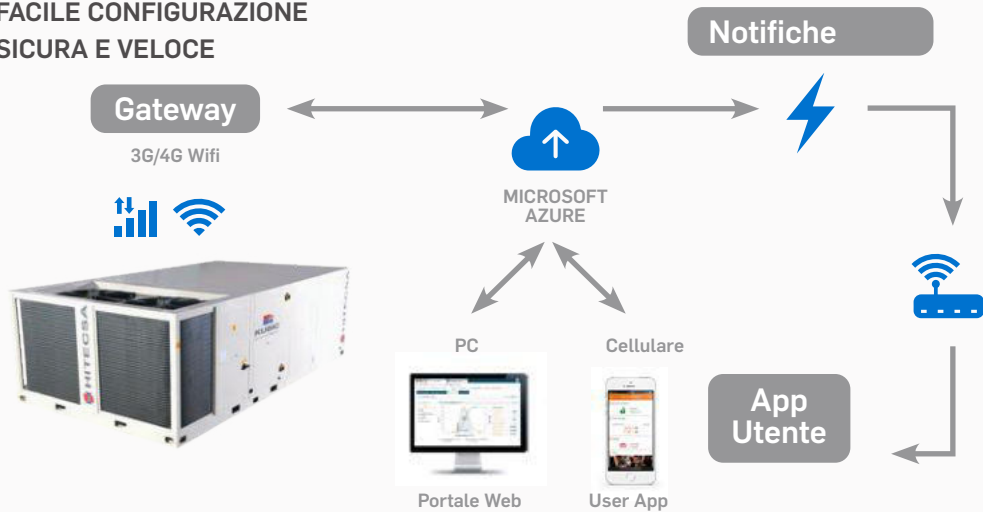 FACILE CONFIGURAZIONE
SICURA E VELOCE
Notifiche
Gateway
3G/4G Wifi
MICROSOFT
AZURE
HITECSA
PC
Cellulare
App
Utente
Portale Web
User App